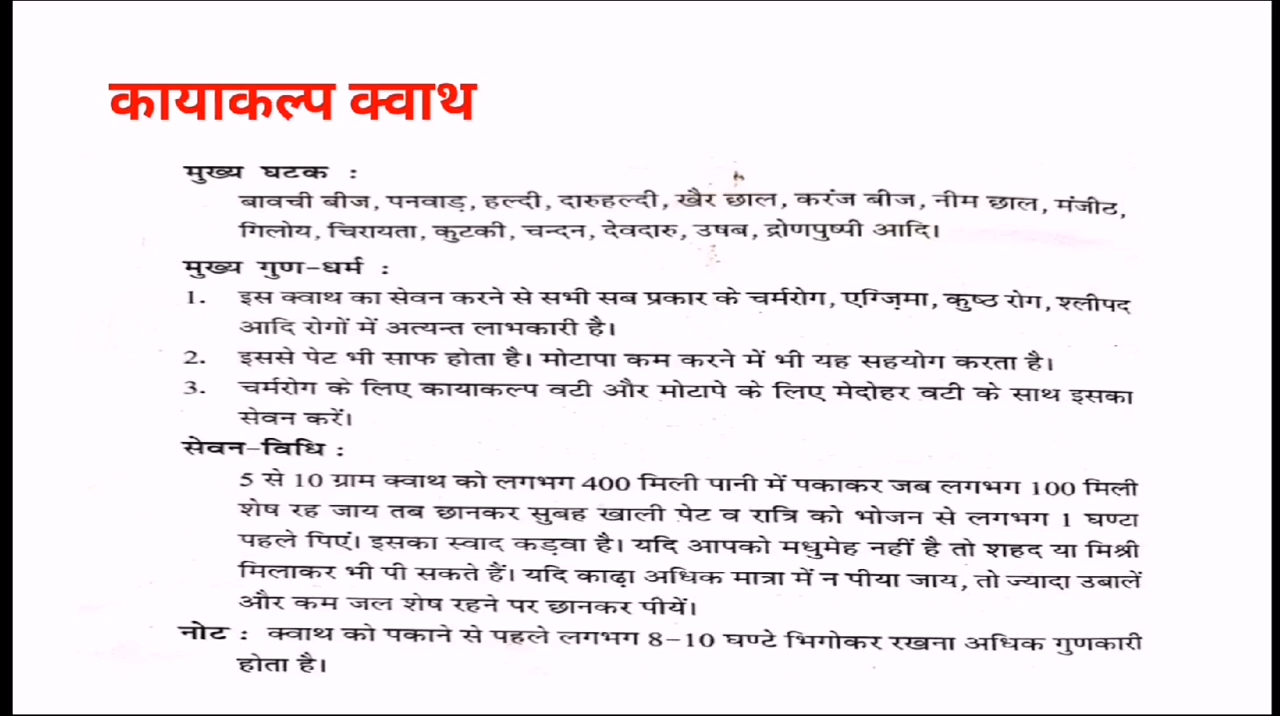 कायाकल्प क्वाथ
मुख्य घटक :
बावची बीज, पनवाड़, हल्दी, दारुहल्दी, खैर छाल, करंज बीज, नीम छाल, मंजीठ,
गिलोय, चिरायता, कुटकी, चन्दन, देवदारु, उषब, द्रोणपुष्पी आदि।
मुख्य गुण-धर्म :
1. इस क्वाथ का सेवन करने से सभी सब प्रकार के चर्मरोग, एग्ज़िमा, कुष्ठ रोग, श्लीपद
आदि रोगों में अत्यन्त लाभकारी है।
2. इससे पेट भी साफ होता है। मोटापा कम करने में भी यह सहयोग करता है।
3. चर्मरोग के लिए कायाकल्प वटी और मोटापे के लिए मेदोहर वटी के साथ इसका
सेवन करें।
सेवन-विधि :
5 से 10 ग्राम क्वाथ को लगभग 400 मिली पानी में पकाकर जब लगभग 100 मिली
शेष रह जाय तब छानकर सुबह खाली पेट व रात्रि को भोजन से लगभग 1 घण्टा
पहले पिएं। इसका स्वाद कड़वा है। यदि आपको मधुमेह नहीं है तो शहद या मिश्री
मिलाकर भी पी सकते हैं। यदि काढ़ा अधिक मात्रा में न पीया जाय, तो ज्यादा उबालें
और कम जल शेष रहने पर छानकर पीयें।
नोट : क्वाथ को पकाने से पहले लगभग 8-10 घण्टे भिगोकर रखना अधिक गुणकारी
होता है।